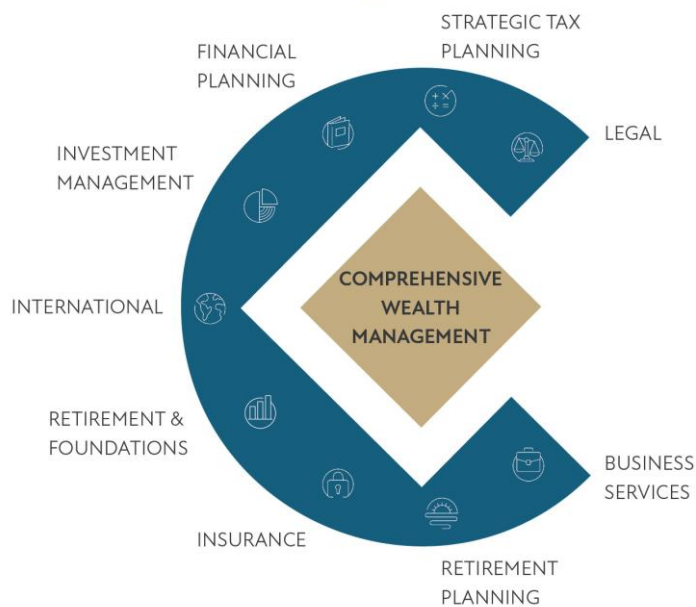 STRATEGIC TAX
PLANNING
FINANCIAL
PLANNING
LEGAL
INVESTMENT
MANAGEMENT
COMPREHENSIVE
WEALTH
MANAGEMENT
INTERNATIONAL
RETIREMENT &
FOUNDATIONS
BUSINESS
SERVICES
INSURANCE
RETIREMENT
PLANNING